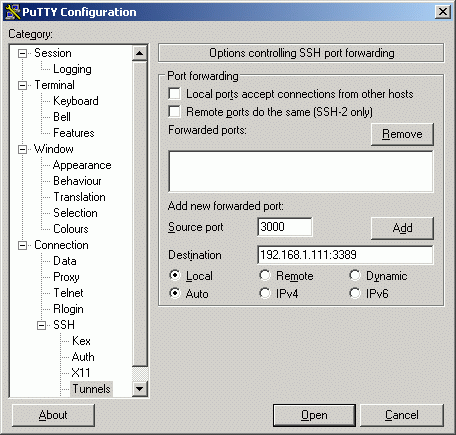 PuTTY Configuration
Category:
Session
Logging
Terminal
Keyboard
Bell
Features
Window
Appearance
Behaviour
Translation
Selection
Colours
Connection
Data
Proxy
Telnet
Rlogin
SSH
Kex
Auth
X11
Tunnels
Options controlling SSH port forwarding
Port forwarding
Local ports accept connections from other hosts
Remote ports do the same (SSH-2 only)
Forwarded ports:
Remove
Add new forwarded port:
Source port 3000 Add
Destination 192.168.1.111:3389
Local Remote Dynamic
Auto IPv4 IPv6
About Open Cancel